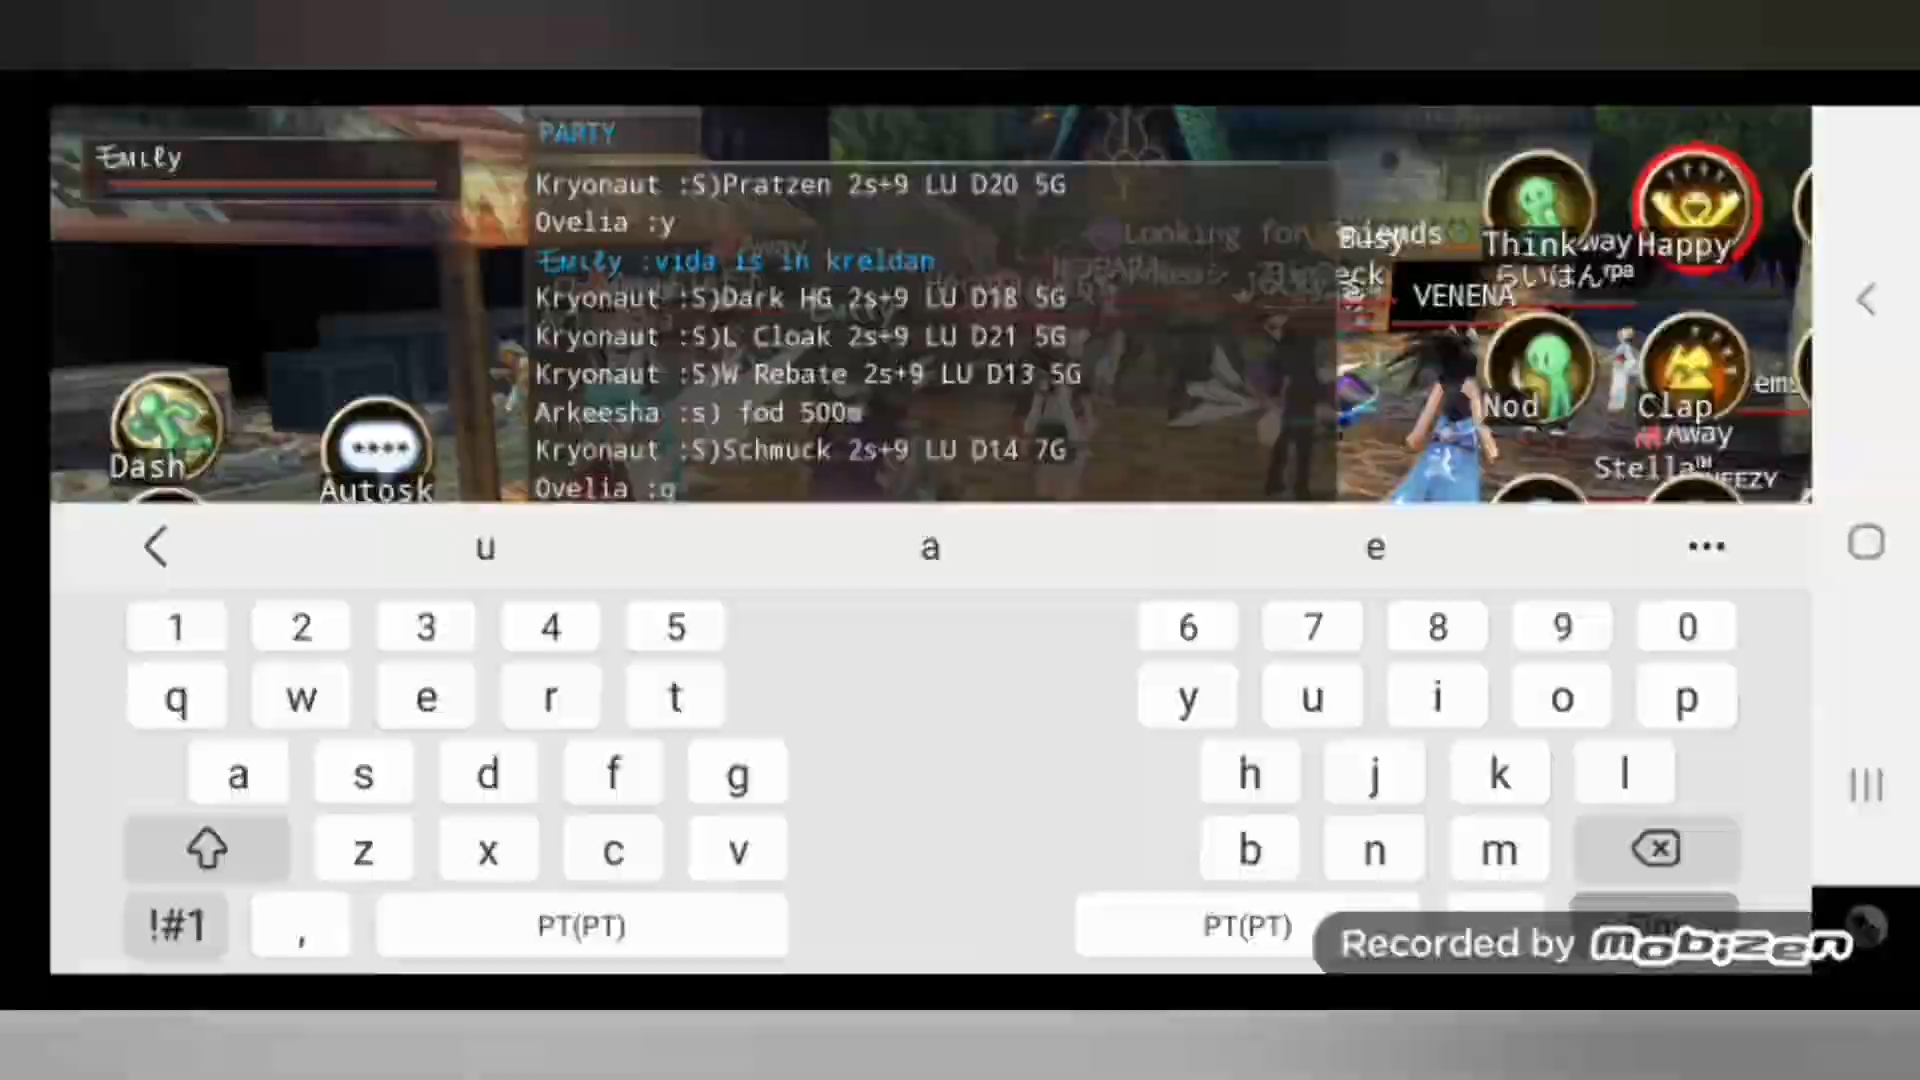 Emily
PARTY
Kryonaut :S)Pratzen 2s+9 LU D20 5G
Ovelia :y
Emily :vida is in kreldan
Kryonaut :S)Dark HG 2s+9 LU D18 5G
Kryonaut :S)L Cloak 2s+9 LU D21 5G
Kryonaut :S)W Rebate 2s+9 LU D13 5G
Arkeesha :s) fod 500m
Kryonaut :S)Schmuck 2s+9 LU D14 7G
Ovelia :q
Away
Looking for
Busy
VENENA
Think
Happy
Nod
Clap
Away
Stella™
Dash
Autosk
u a e
1 2 3 4 5 6 7 8 9 0
q w e r t y u i o p
a s d f g h j k l
z x c v b n m
!#1 , PT(PT) PT(PT)
Recorded by mobizen